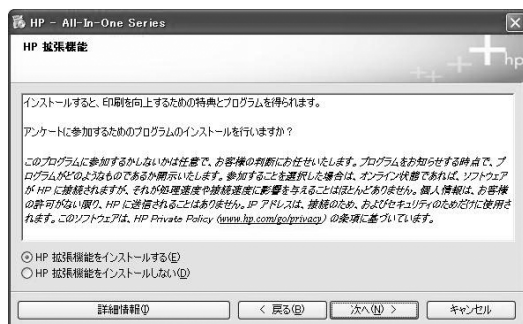 HP - All-In-One Series
HP 拡張機能
hp
インストールすると、印刷を向上するための特典とプログラムを得られます。
アンケートに参加するためのプログラムのインストールを行いますか？
このプログラムに参加するかしないかは任意で、お客様の判断にお任せいたします。プログラムをお知らせする時点で、プ
ログラムがどのようなものであるか開示いたします。参加することを選択した場合は、オンライン状態であれば、ソフトウェア
が HP に接続されますが、それが処理速度や接続速度に影響を与えることはほとんどありません。個人情報は、お客様
の許可がない限り、HP に送信されることはありません。IP アドレスは、接続のため、およびセキュリティのためだけに使用さ
れます。このソフトウェアは、HP Private Policy (www.hp.com/go/privacy) の条項に基づいています。
HP 拡張機能をインストールする(E)
HP 拡張機能をインストールしない(D)
詳細情報(I) < 戻る(B) 次へ(N) > キャンセル